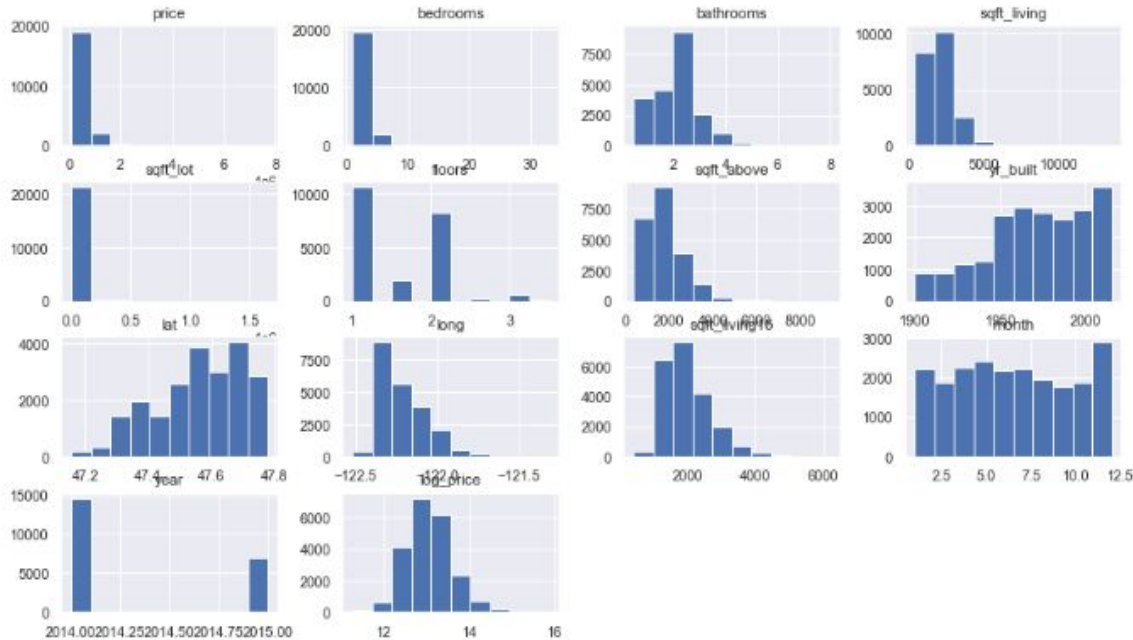 price bedrooms bathrooms sqft_living
20000 20000 7500 10000
10000 10000 5000 5000
2500
0 0 0 0
0 2 4 6 8 0 10 20 30 2 4 6 8 0 5000 10000
sqft_lot floors sqft_above yr_built
20000 10000 7500 3000
10000 5000 5000 2000
2500 1000
0 0 0 0
0.0 0.5 1.0 1.5 1 2 3 0 2000 4000 6000 8000 1900 1950 2000
lat long sqft_living15 month
4000 7500 3000
2000 5000 5000 2000
2500 1000
0 0 0 0
47.2 47.4 47.6 47.8 −122.5 −122.0 −121.5 2000 4000 6000 2.5 5.0 7.5 10.0 12.5
year log_price
15000 6000
10000 4000
5000 2000
0 0
2014.00 2014.25 2014.50 2014.75 2015.00 12 14 16